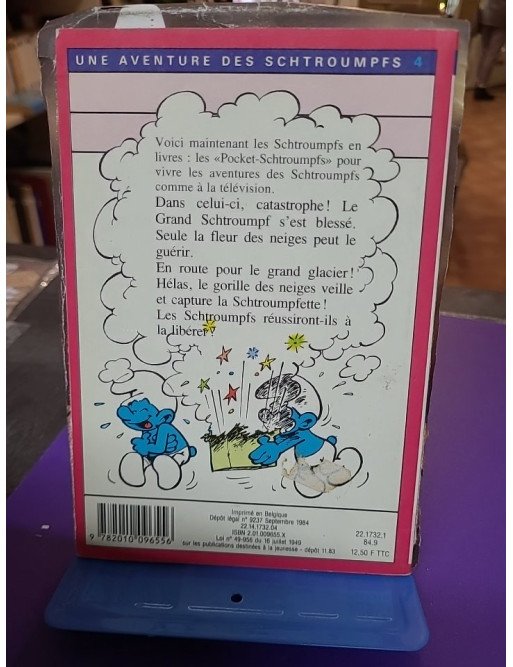 UNE AVENTURE DES SCHTROUMPFS 4
Voici maintenant les Schtroumpfs en
livres : les «Pocket-Schtroumpfs» pour
vivre les aventures des Schtroumpfs
comme à la télévision.
Dans celui-ci, catastrophe! Le
Grand Schtroumpf s'est blessé.
Seule la fleur des neiges peut le
guérir.
En route pour le grand glacier!
Hélas, le gorille des neiges veille
et capture la Schtroumpfette!
Les Schtroumpfs réussiront-ils à
la libérer?
9 782010 096556
Imprimé en Belgique
Dépôt légal n° 9237 Septembre 1984
22.1732.04
ISBN 2.01.009655.X
Loi n° 49-956 du 16 juillet 1949
sur les publications destinées à la jeunesse - dépôt 11.83
22.1732.1
84.9
12,50 F TTC